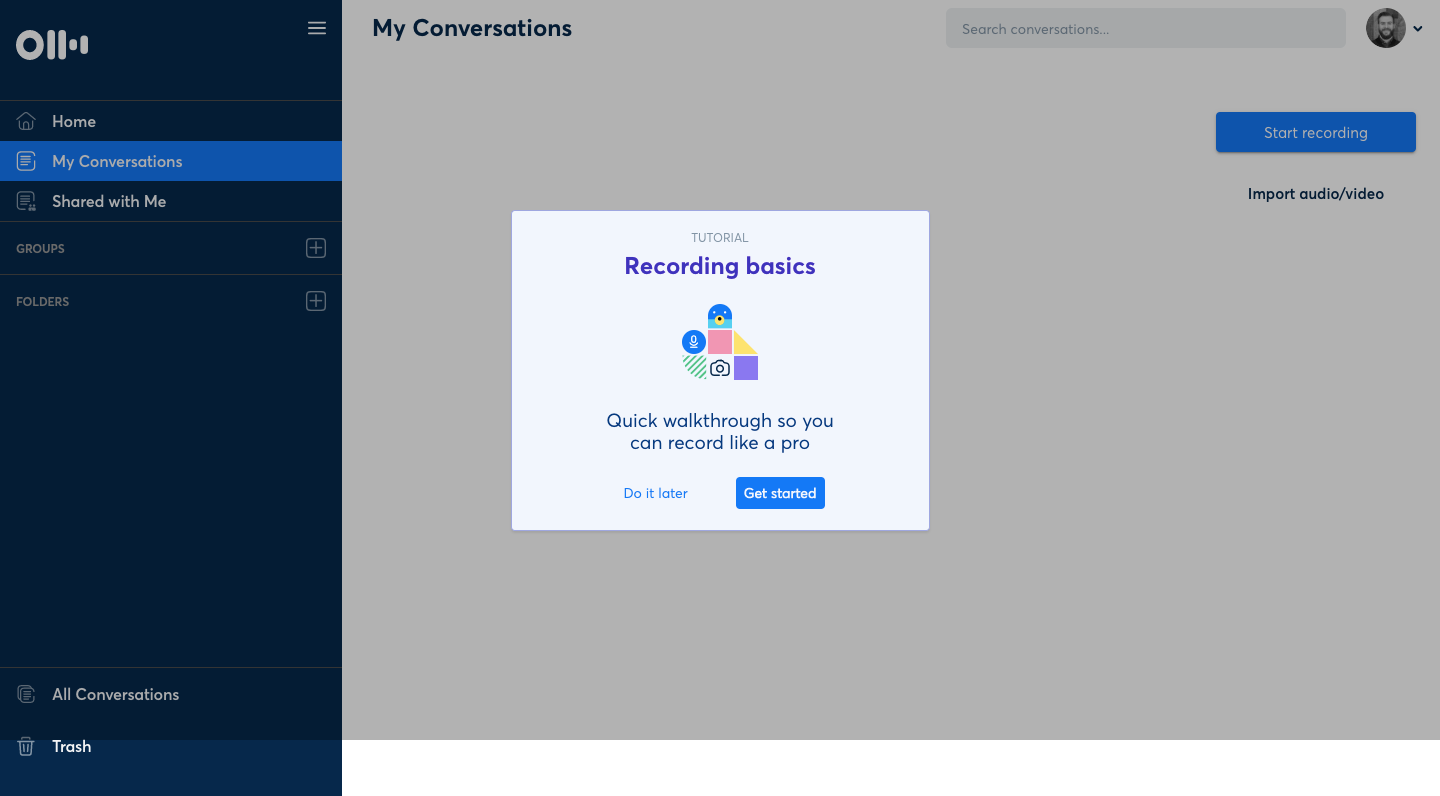 My Conversations
Search conversations...
Home
My Conversations
Shared with Me
GROUPS
FOLDERS
All Conversations
Trash
Start recording
Import audio/video
TUTORIAL
Recording basics
Quick walkthrough so you
can record like a pro
Do it later
Get started